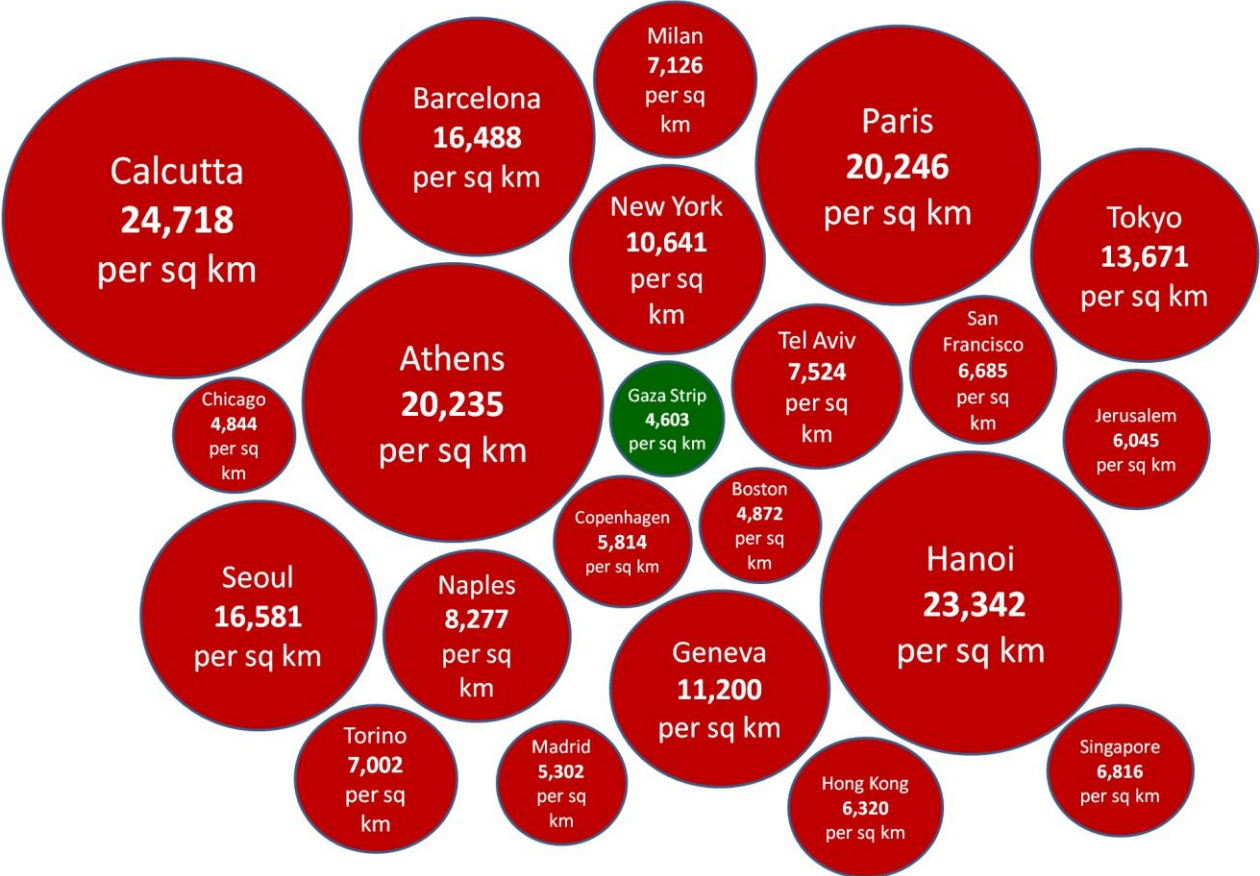 Milan
7,126
per sq
km
Barcelona
16,488
per sq km
Paris
20,246
per sq km
Calcutta
24,718
per sq km
New York
10,641
per sq
km
Tokyo
13,671
per sq km
Athens
20,235
per sq km
Tel Aviv
7,524
per sq
km
San
Francisco
6,685
per sq
km
Chicago
4,844
per sq
km
Gaza Strip
4,603
per sq km
Jerusalem
6,045
per sq km
Copenhagen
5,814
per sq km
Boston
4,872
per sq
km
Hanoi
23,342
per sq km
Seoul
16,581
per sq km
Naples
8,277
per sq
km
Geneva
11,200
per sq km
Torino
7,002
per sq
km
Madrid
5,302
per sq
km
Hong Kong
6,320
per sq km
Singapore
6,816
per sq km